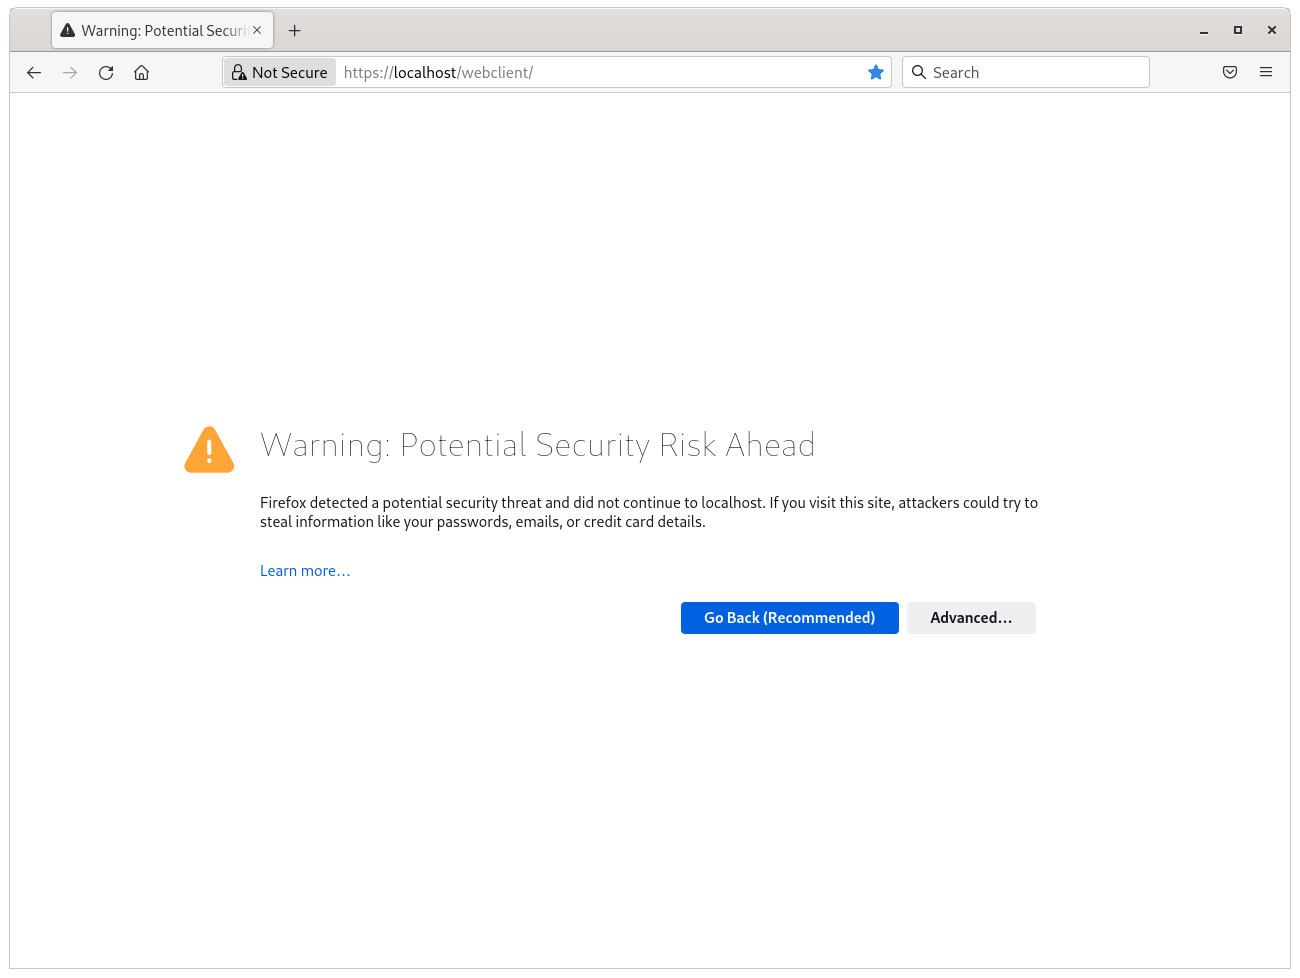 Warning: Potential Securi
Not Secure
https://localhost/webclient/
Search
Warning: Potential Security Risk Ahead
Firefox detected a potential security threat and did not continue to localhost. If you visit this site, attackers could try to
steal information like your passwords, emails, or credit card details.
Learn more…
Go Back (Recommended)
Advanced…